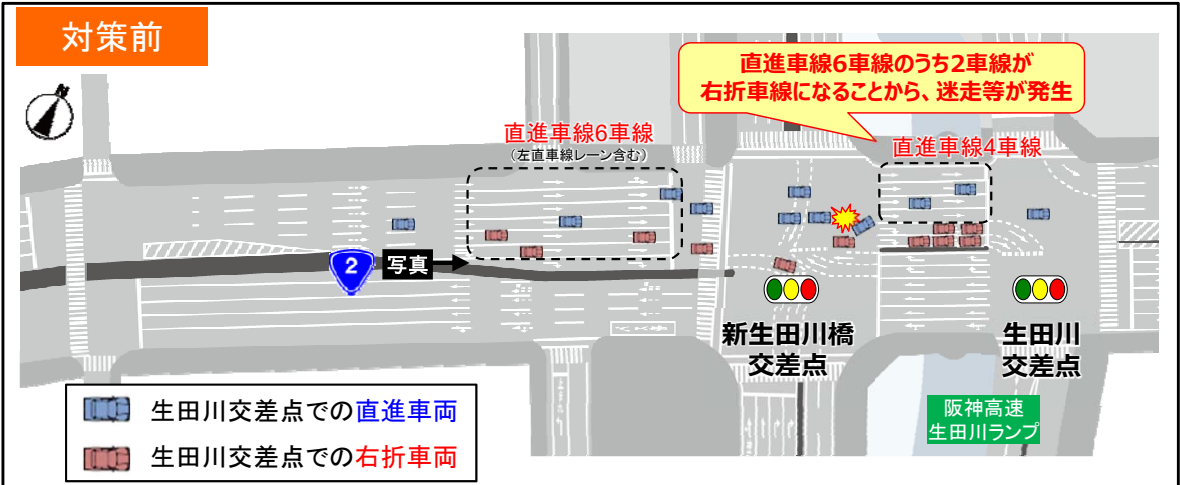 対策前
N
直進車線6車線のうち2車線が
右折車線になることから、迷走等が発生
直進車線6車線
(左直車線レーン含む)
直進車線4車線
2
写真
新生田川橋
交差点
生田川
交差点
阪神高速
生田川ランプ
生田川交差点での直進車両
生田川交差点での右折車両